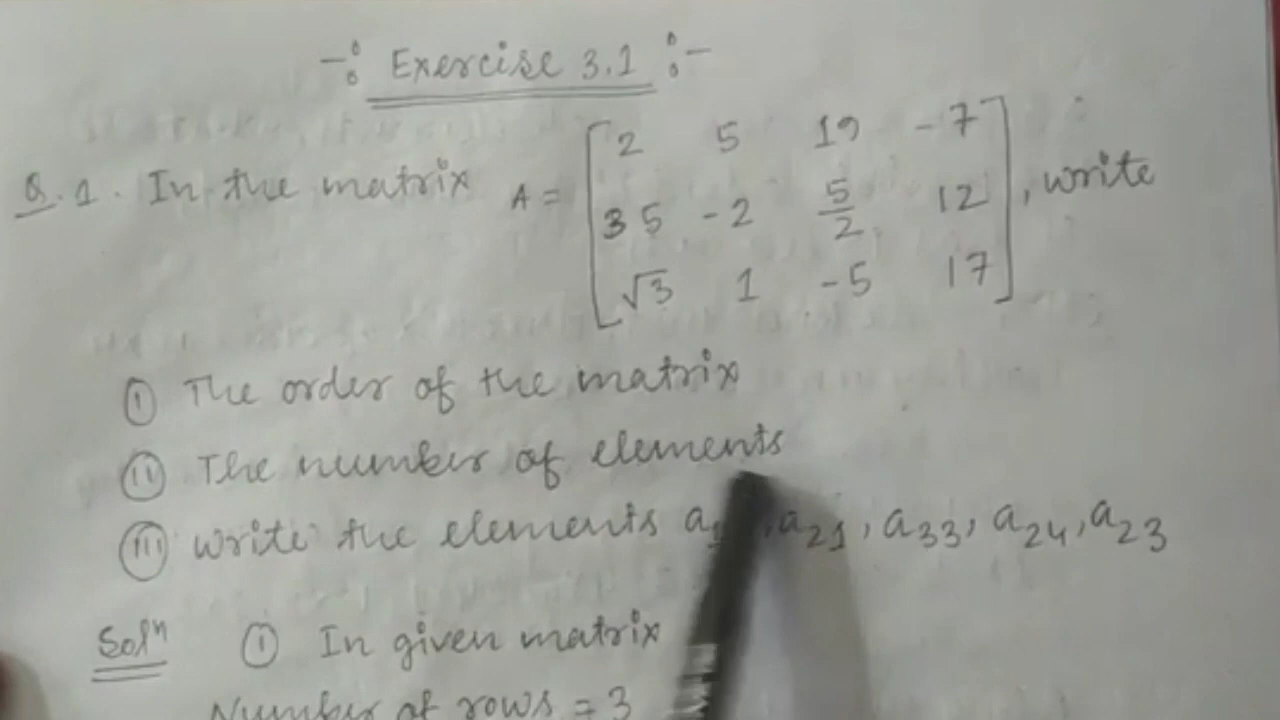 -: Exercise 3.1 :-
Q.1. In the matrix A = [ 2 5 19 -7
35 -2 5/2 12
√3 1 -5 17 ], write
(i) The order of the matrix
(ii) The number of elements
(iii) write the elements a21, a33, a24, a23
Solⁿ (i) In given matrix
Number of rows = 3